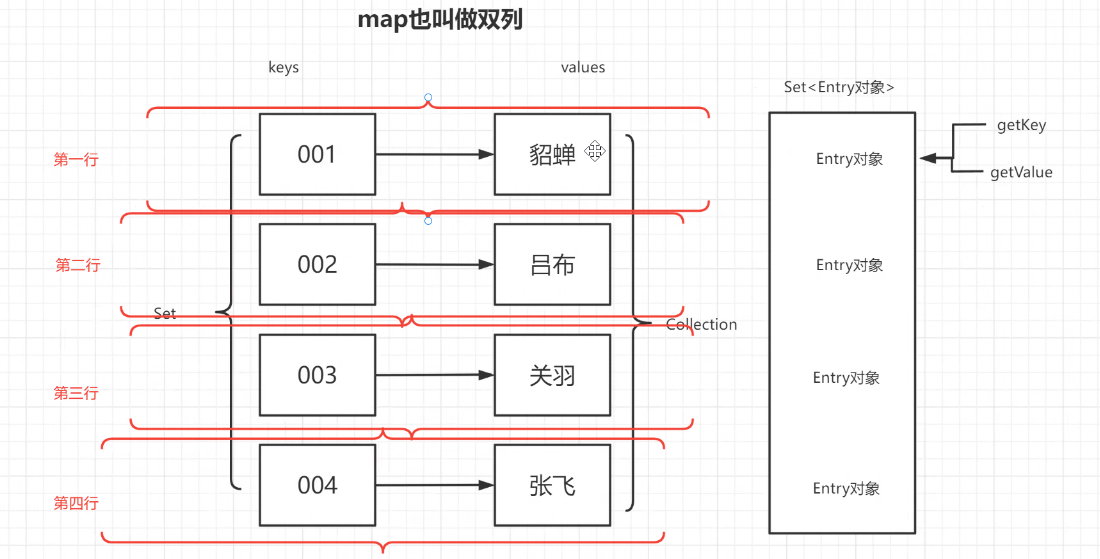 map也叫做双列
keys
values
Set<Entry对象>
第一行
001
貂蝉
Entry对象
getKey
getValue
第二行
002
吕布
Entry对象
Set
Collection
第三行
003
关羽
Entry对象
第四行
004
张飞
Entry对象